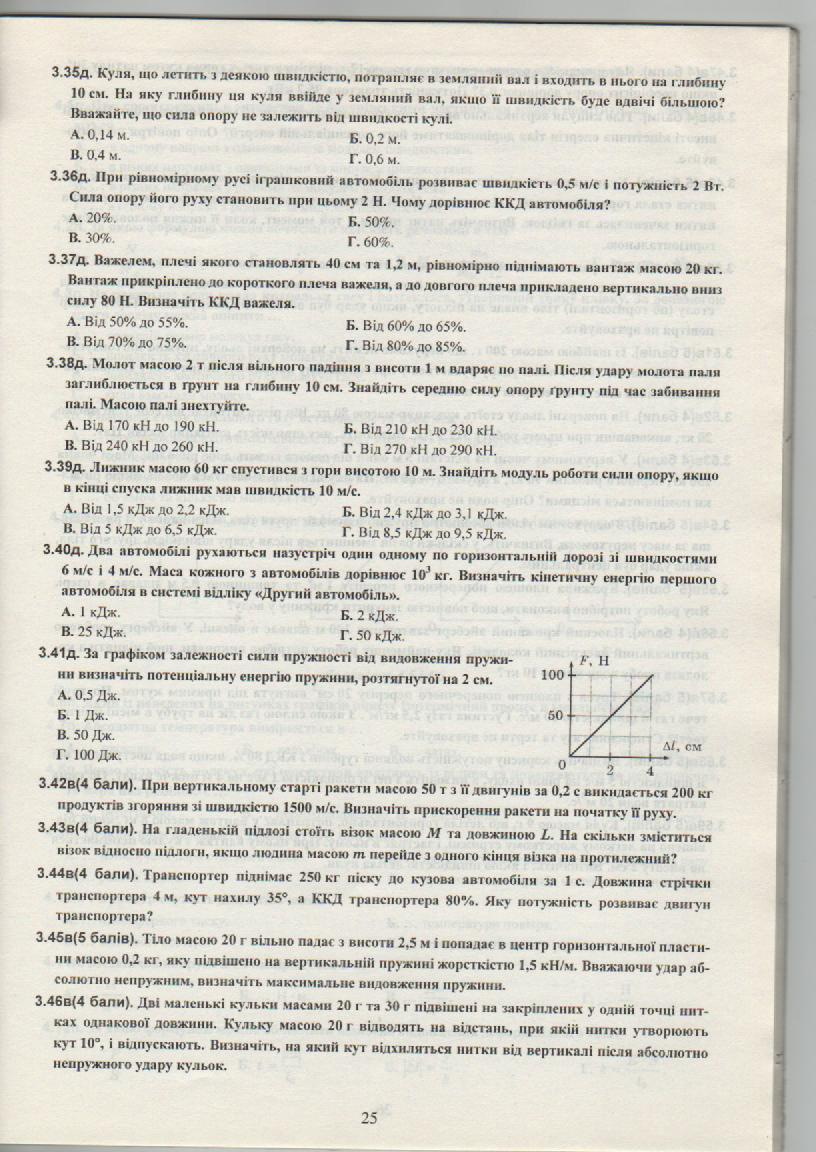 3.35д. Куля, що летить з деякою швидкістю, потрапляє в земляний вал і входить в нього на глибину
10 см. На яку глибину ця куля ввійде у земляний вал, якщо її швидкість буде вдвічі більшою?
Вважайте, що сила опору не залежить від швидкості кулі.
А. 0,14 м. Б. 0,2 м.
В. 0,4 м. Г. 0,6 м.
3.36д. При рівномірному русі іграшковий автомобіль розвиває швидкість 0,5 м/с і потужність 2 Вт.
Сила опору його руху становить при цьому 2 Н. Чому дорівнює ККД автомобіля?
А. 20%. Б. 50%.
В. 30%. Г. 60%.
3.37д. Важелем, плечі якого становлять 40 см та 1,2 м, рівномірно піднімають вантаж масою 20 кг.
Вантаж прикріплено до короткого плеча важеля, а до довгого плеча прикладено вертикально вниз
силу 80 Н. Визначіть ККД важеля.
А. Від 50% до 55%. Б. Від 60% до 65%.
В. Від 70% до 75%. Г. Від 80% до 85%.
3.38д. Молот масою 2 т після вільного падіння з висоти 1 м вдаряє по палі. Після удару молота паля
заглиблюється в ґрунт на глибину 10 см. Знайдіть середню силу опору ґрунту під час забивання
палі. Масою палі знехтуйте.
А. Від 170 кН до 190 кН. Б. Від 210 кН до 230 кН.
В. Від 240 кН до 260 кН. Г. Від 270 кН до 290 кН.
3.39д. Лижник масою 60 кг спустився з гори висотою 10 м. Знайдіть модуль роботи сили опору, якщо
в кінці спуска лижник мав швидкість 10 м/с.
А. Від 1,5 кДж до 2,2 кДж. Б. Від 2,4 кДж до 3,1 кДж.
В. Від 5 кДж до 6,5 кДж. Г. Від 8,5 кДж до 9,5 кДж.
3.40д. Два автомобілі рухаються назустріч один одному по горизонтальній дорозі зі швидкостями
6 м/с і 4 м/с. Маса кожного з автомобілів дорівнює 10³ кг. Визначіть кінетичну енергію першого
автомобіля в системі відліку «Другий автомобіль».
А. 1 кДж. Б. 2 кДж.
В. 25 кДж. Г. 50 кДж.
3.41д. За графіком залежності сили пружності від видовження пружи-
ни визначіть потенціальну енергію пружини, розтягнутої на 2 см.
А. 0,5 Дж.
Б. 1 Дж.
В. 50 Дж.
Г. 100 Дж.
F, Н
100
50
Δl, см
0 2 4
3.42в(4 бали). При вертикальному старті ракети масою 50 т з її двигунів за 0,2 с викидається 200 кг
продуктів згоряння зі швидкістю 1500 м/с. Визначіть прискорення ракети на початку її руху.
3.43в(4 бали). На гладенькій підлозі стоїть візок масою M та довжиною L. На скільки зміститься
візок відносно підлоги, якщо людина масою m перейде з одного кінця візка на протилежний?
3.44в(4 бали). Транспортер піднімає 250 кг піску до кузова автомобіля за 1 с. Довжина стрічки
транспортера 4 м, кут нахилу 35°, а ККД транспортера 80%. Яку потужність розвиває двигун
транспортера?
3.45в(5 балів). Тіло масою 20 г вільно падає з висоти 2,5 м і попадає в центр горизонтальної пласти-
ни масою 0,2 кг, яку підвішено на вертикальній пружині жорсткістю 1,5 кН/м. Вважаючи удар аб-
солютно непружним, визначіть максимальне видовження пружини.
3.46в(4 бали). Дві маленькі кульки масами 20 г та 30 г підвішені на закріплених у одній точці нит-
ках однакової довжини. Кульку масою 20 г відводять на відстань, при якій нитки утворюють
кут 10°, і відпускають. Визначіть, на який кут відхиляться нитки від вертикалі після абсолютно
непружного удару кульок.
25